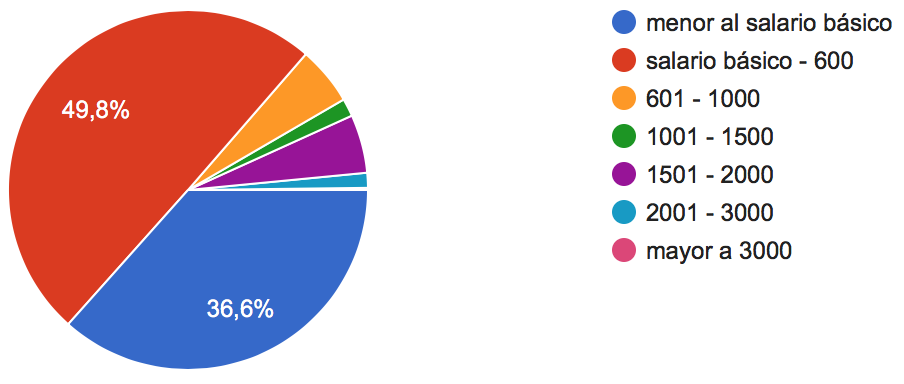 49,8%
36,6%
menor al salario básico
salario básico - 600
601 - 1000
1001 - 1500
1501 - 2000
2001 - 3000
mayor a 3000